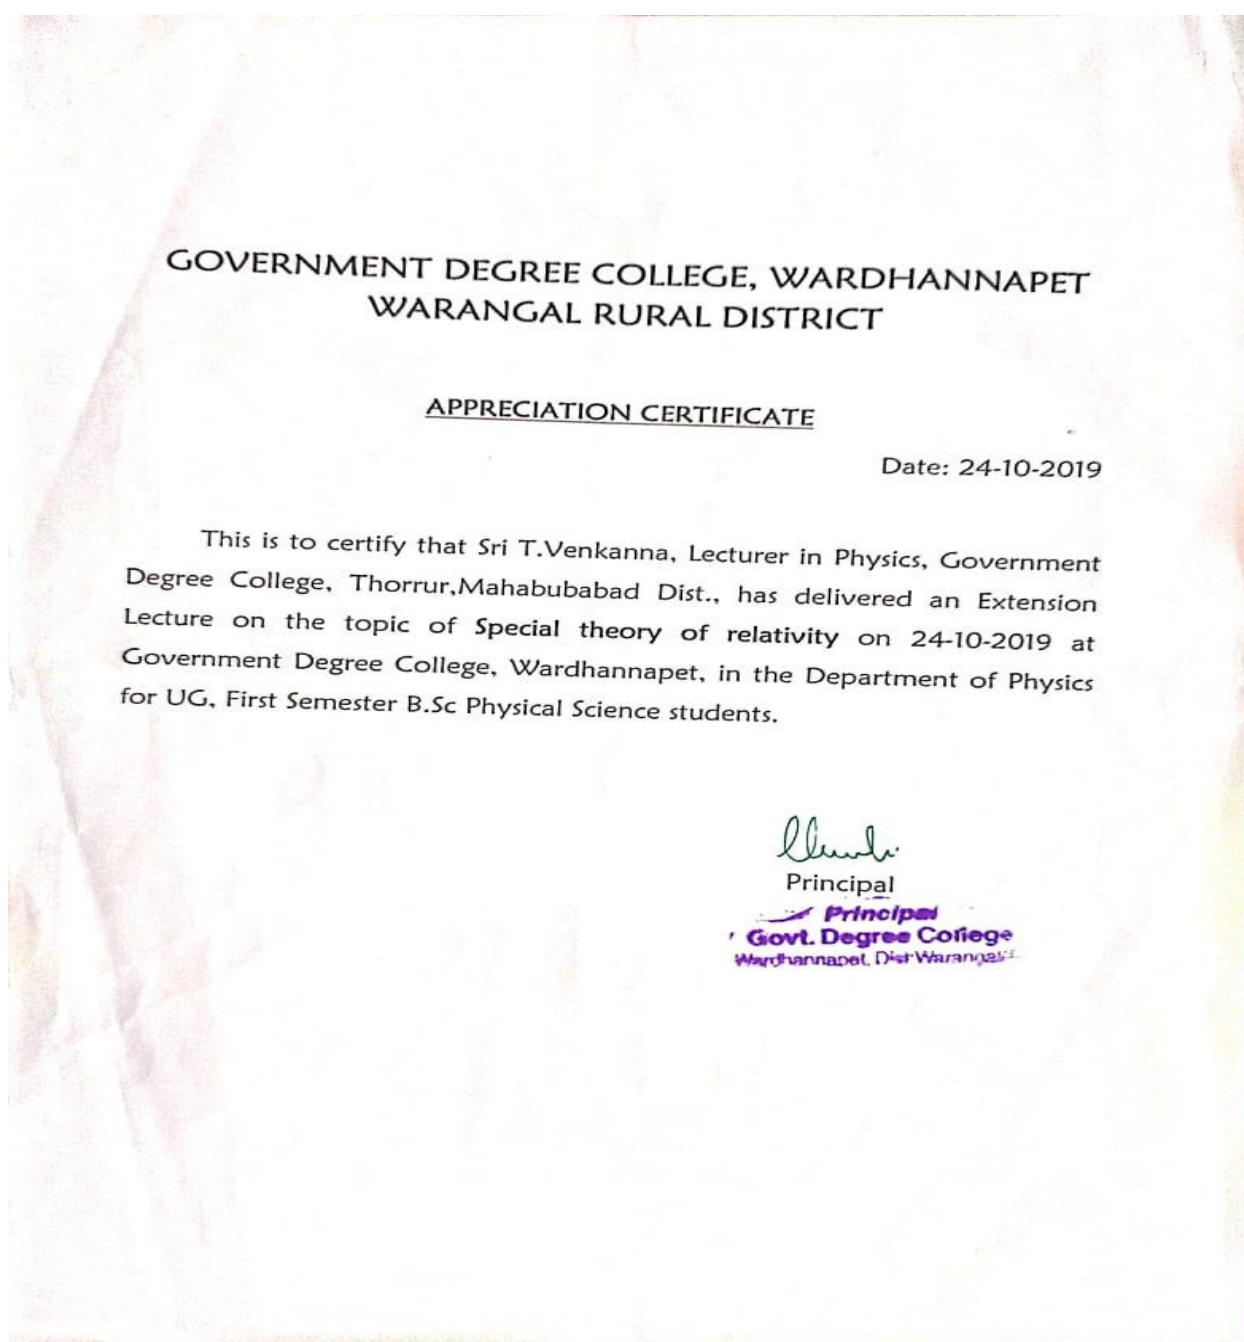 GOVERNMENT DEGREE COLLEGE, WARDHANNAPET
WARANGAL RURAL DISTRICT
APPRECIATION CERTIFICATE
Date: 24-10-2019
This is to certify that Sri T.Venkanna, Lecturer in Physics, Government
Degree College, Thorrur,Mahabubabad Dist., has delivered an Extension
Lecture on the topic of Special theory of relativity on 24-10-2019 at
Government Degree College, Wardhannapet, in the Department of Physics
for UG, First Semester B.Sc Physical Science students.
Principal
Principal
Govt. Degree College
Wardhannapet, Dist Warangal